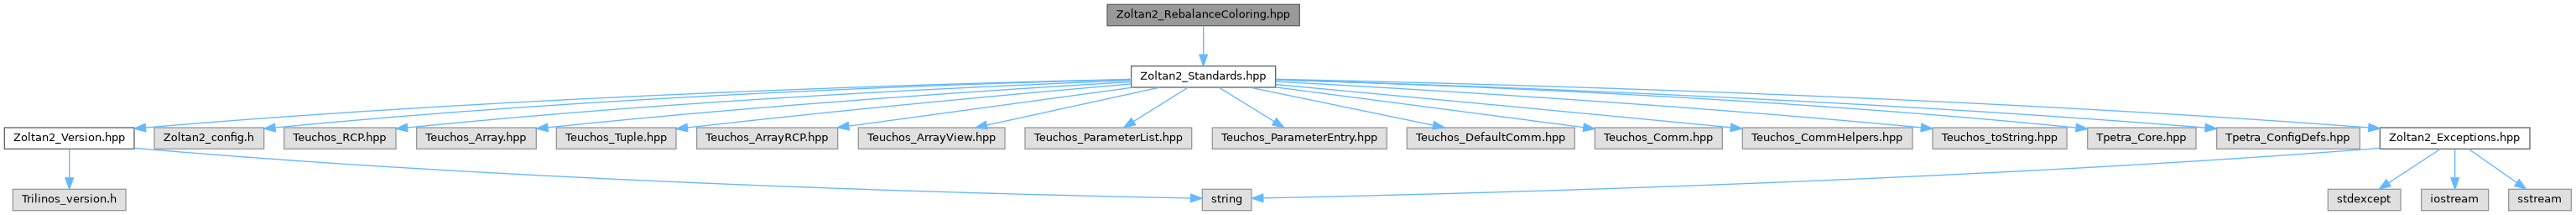 Zoltan2_RebalanceColoring.hpp
Zoltan2_Standards.hpp
Zoltan2_Version.hpp
Zoltan2_config.h
Teuchos_RCP.hpp
Teuchos_Array.hpp
Teuchos_Tuple.hpp
Teuchos_ArrayRCP.hpp
Teuchos_ArrayView.hpp
Teuchos_ParameterList.hpp
Teuchos_ParameterEntry.hpp
Teuchos_DefaultComm.hpp
Teuchos_Comm.hpp
Teuchos_CommHelpers.hpp
Teuchos_toString.hpp
Tpetra_Core.hpp
Tpetra_ConfigDefs.hpp
Zoltan2_Exceptions.hpp
Trilinos_version.h
string
stdexcept
iostream
sstream